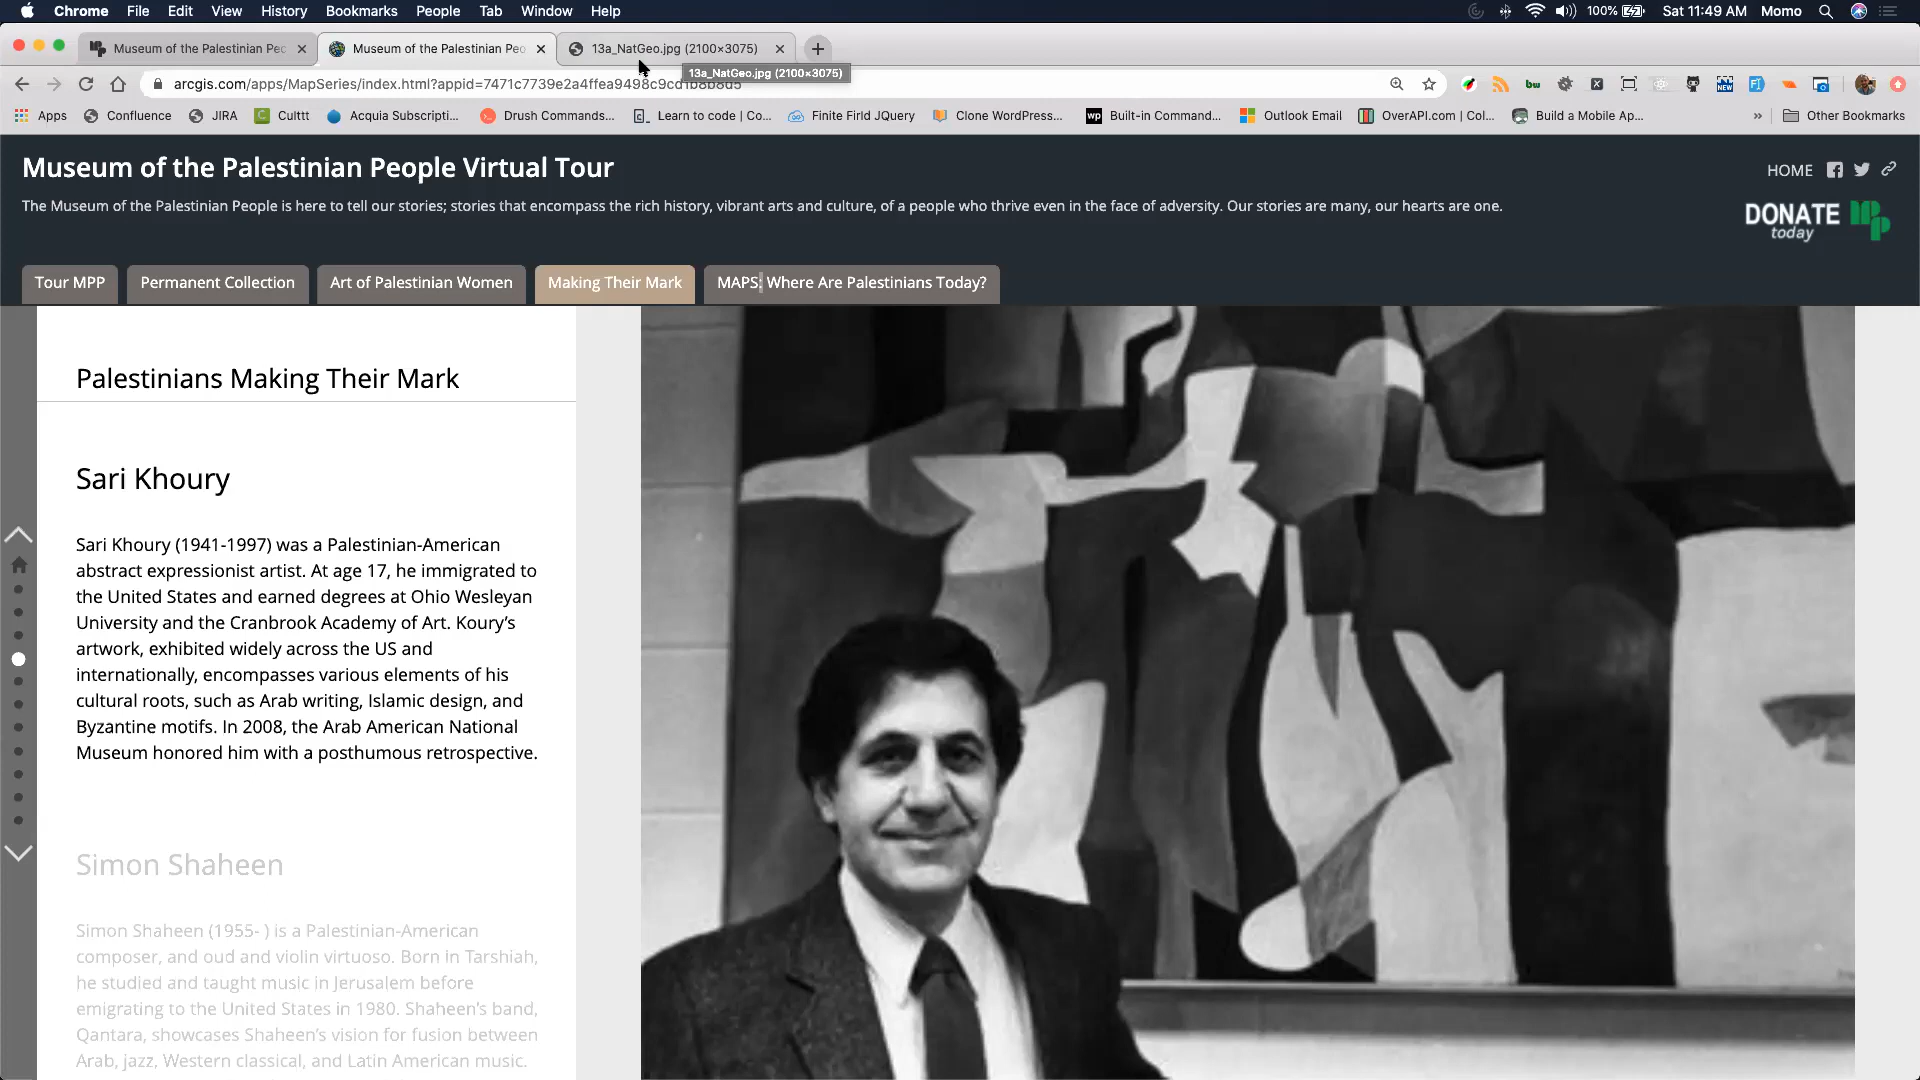 Chrome File Edit View History Bookmarks People Tab Window Help 100% Sat 11:49 AM Momo
Museum of the Palestinian Pec Museum of the Palestinian Peo 13a_NatGeo.jpg (2100×3075)
13a_NatGeo.jpg (2100×3075)
arcgis.com/apps/MapSeries/index.html?appid=7471c7739e2a4ffea9498c9cd1b8b8d5
Apps Confluence JIRA Culttt Acquia Subscripti... Drush Commands... Learn to code | Co... Finite Firld JQuery Clone WordPress... Built-in Command... Outlook Email OverAPI.com | Col... Build a Mobile Ap... » Other Bookmarks
Museum of the Palestinian People Virtual Tour
HOME
The Museum of the Palestinian People is here to tell our stories; stories that encompass the rich history, vibrant arts and culture, of a people who thrive even in the face of adversity. Our stories are many, our hearts are one.
DONATE
today
Tour MPP Permanent Collection Art of Palestinian Women Making Their Mark MAPS: Where Are Palestinians Today?
Palestinians Making Their Mark
Sari Khoury
Sari Khoury (1941-1997) was a Palestinian-American
abstract expressionist artist. At age 17, he immigrated to
the United States and earned degrees at Ohio Wesleyan
University and the Cranbrook Academy of Art. Koury's
artwork, exhibited widely across the US and
internationally, encompasses various elements of his
cultural roots, such as Arab writing, Islamic design, and
Byzantine motifs. In 2008, the Arab American National
Museum honored him with a posthumous retrospective.
Simon Shaheen
Simon Shaheen (1955- ) is a Palestinian-American
composer, and oud and violin virtuoso. Born in Tarshiah,
he studied and taught music in Jerusalem before
emigrating to the United States in 1980. Shaheen's band,
Qantara, showcases Shaheen's vision for fusion between
Arab, jazz, Western classical, and Latin American music.